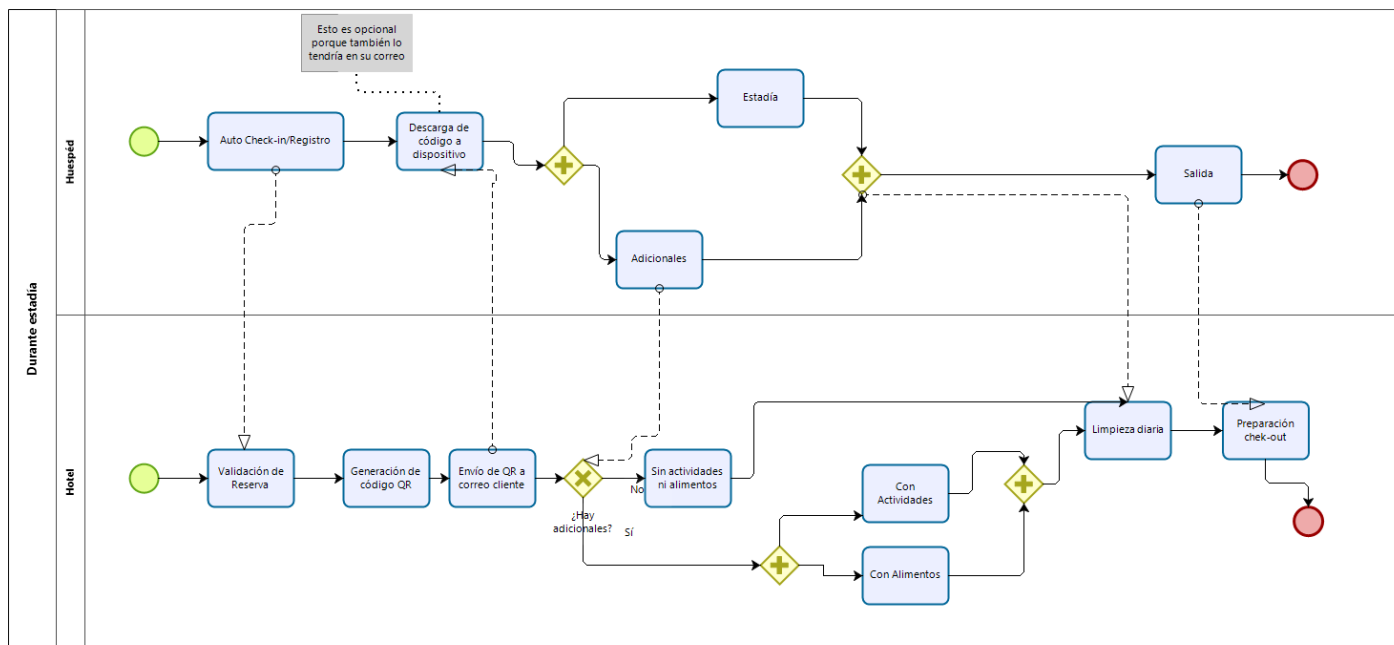 Durante estadía
Huespéd
Esto es opcional
porque también lo
tendría en su correo
Auto Check-in/Registro
Descarga de
código a
dispositivo
Estadía
Adicionales
Salida
Hotel
Validación de
Reserva
Generación de
código QR
Envío de QR a
correo cliente
¿Hay
adicionales?
No
Sí
Sin actividades
ni alimentos
Con
Actividades
Con Alimentos
Limpieza diaria
Preparación
chek-out